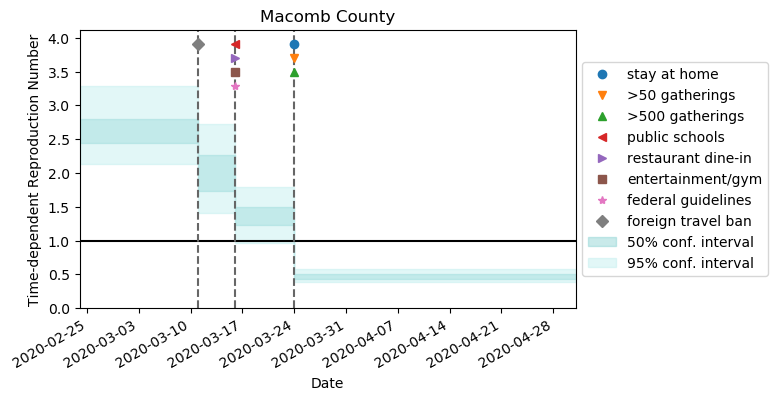 Macomb County
Time-dependent Reproduction Number
4.0
3.5
3.0
2.5
2.0
1.5
1.0
0.5
0.0
2020-02-25
2020-03-03
2020-03-10
2020-03-17
2020-03-24
2020-03-31
2020-04-07
2020-04-14
2020-04-21
2020-04-28
Date
stay at home
>50 gatherings
>500 gatherings
public schools
restaurant dine-in
entertainment/gym
federal guidelines
foreign travel ban
50% conf. interval
95% conf. interval